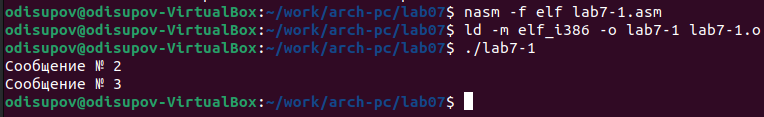 odisupov@odisupov-VirtualBox:~/work/arch-pc/lab07$ nasm -f elf lab7-1.asm
odisupov@odisupov-VirtualBox:~/work/arch-pc/lab07$ ld -m elf_i386 -o lab7-1 lab7-1.o
odisupov@odisupov-VirtualBox:~/work/arch-pc/lab07$ ./lab7-1
Сообщение № 2
Сообщение № 3
odisupov@odisupov-VirtualBox:~/work/arch-pc/lab07$